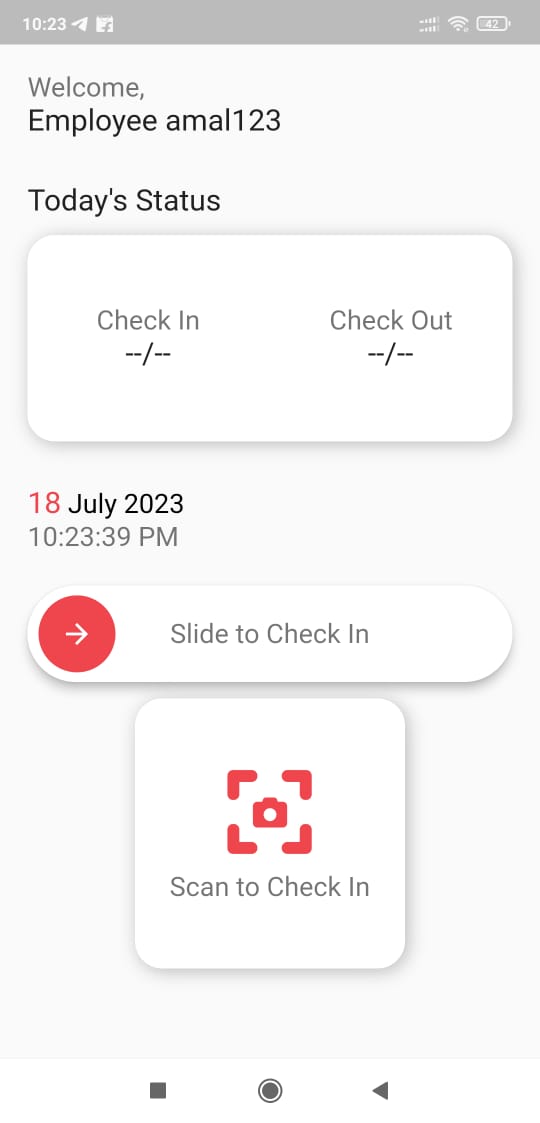 10:23
42
Welcome,
Employee amal123
Today's Status
Check In
Check Out
--/--
--/--
18 July 2023
10:23:39 PM
Slide to Check In
Scan to Check In